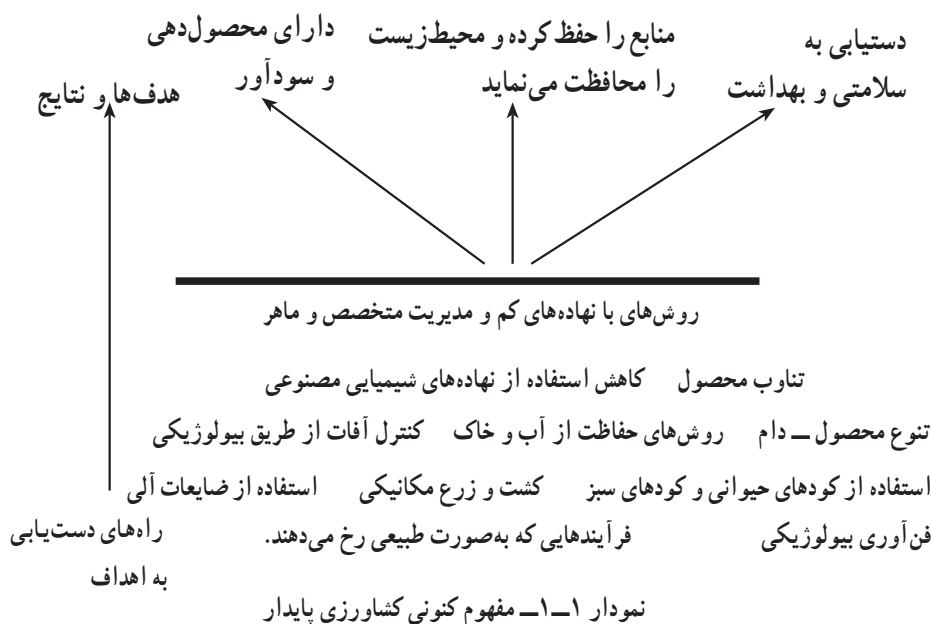 دستیابی به
سلامتی و بهداشت
منابع را حفظ کرده و محیط‌زیست
را محافظت می‌نماید
دارای محصول‌دهی
و سودآور
هدف‌ها و نتایج
روش‌های با نهاده‌های کم و مدیریت متخصص و ماهر
تناوب محصول کاهش استفاده از نهاده‌های شیمیایی مصنوعی
تنوع محصول ــ دام روش‌های حفاظت از آب و خاک کنترل آفات از طریق بیولوژیکی
استفاده از کودهای حیوانی و کودهای سبز کشت و زرع مکانیکی استفاده از ضایعات آلی
فن‌آوری بیولوژیکی فرآیندهایی که به‌صورت طبیعی رخ می‌دهند.
راه‌های دست‌یابی
به اهداف
نمودار ۱ــ۱ــ مفهوم کنونی کشاورزی پایدار